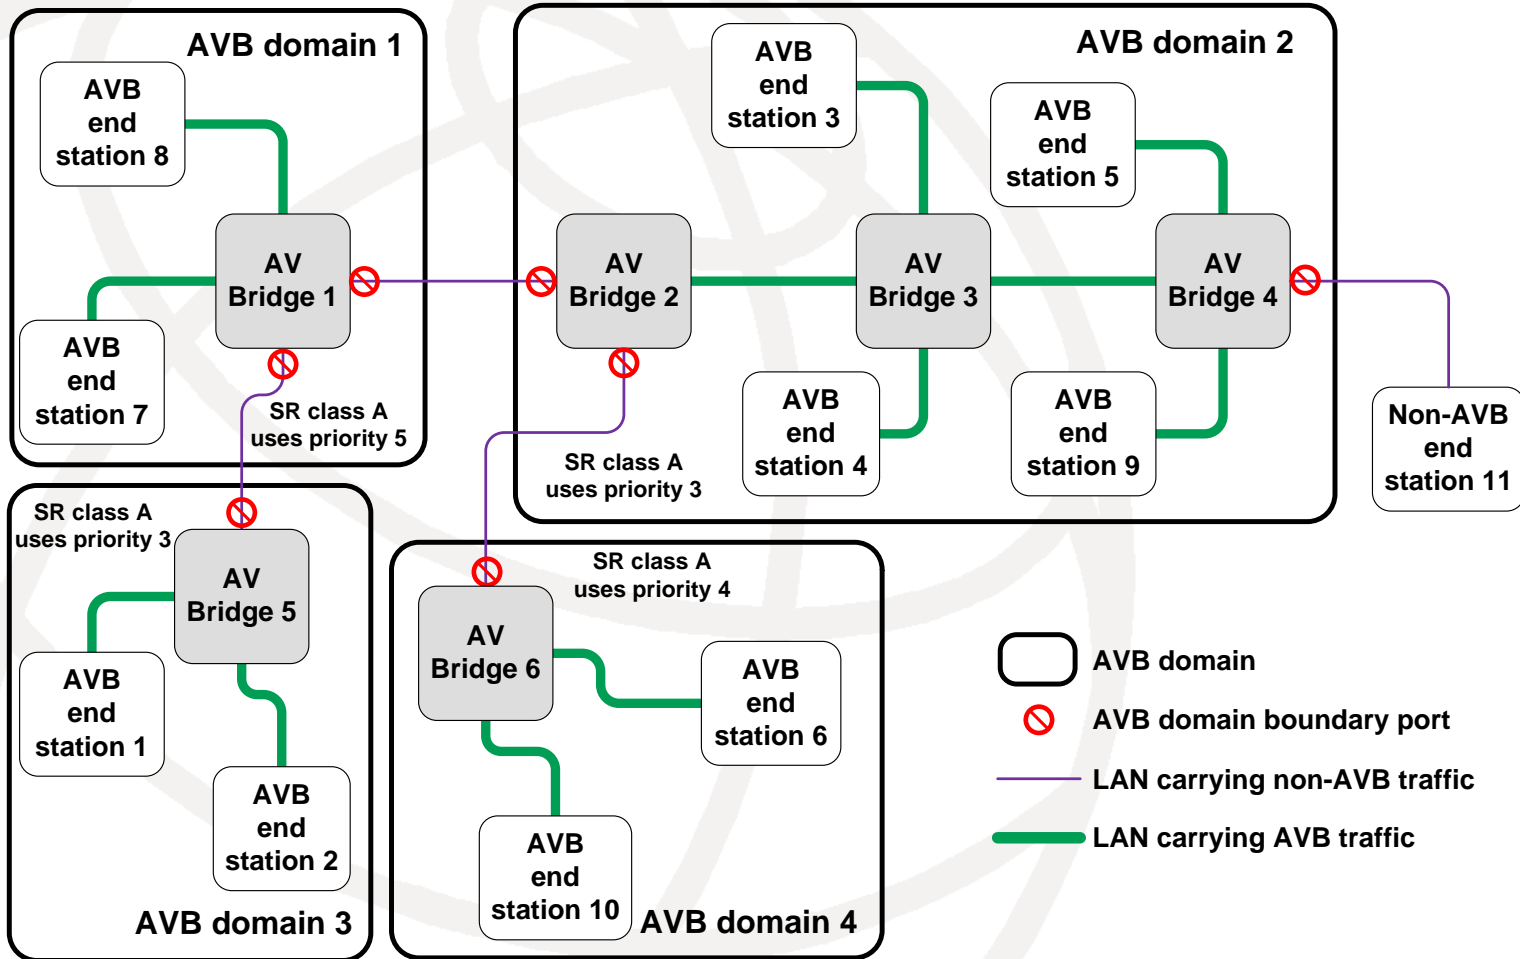 AVB domain 1
AVB
end
station 8
AV
Bridge 1
AVB
end
station 7
SR class A
uses priority 5
AVB domain 2
AVB
end
station 3
AVB
end
station 5
AV
Bridge 2
AV
Bridge 3
AV
Bridge 4
AVB
end
station 4
AVB
end
station 9
SR class A
uses priority 3
Non-AVB
end
station 11
SR class A
uses priority 3
AV
Bridge 5
AVB
end
station 1
AVB
end
station 2
AVB domain 3
SR class A
uses priority 4
AV
Bridge 6
AVB
end
station 6
AVB
end
station 10
AVB domain 4
AVB domain
AVB domain boundary port
LAN carrying non-AVB traffic
LAN carrying AVB traffic